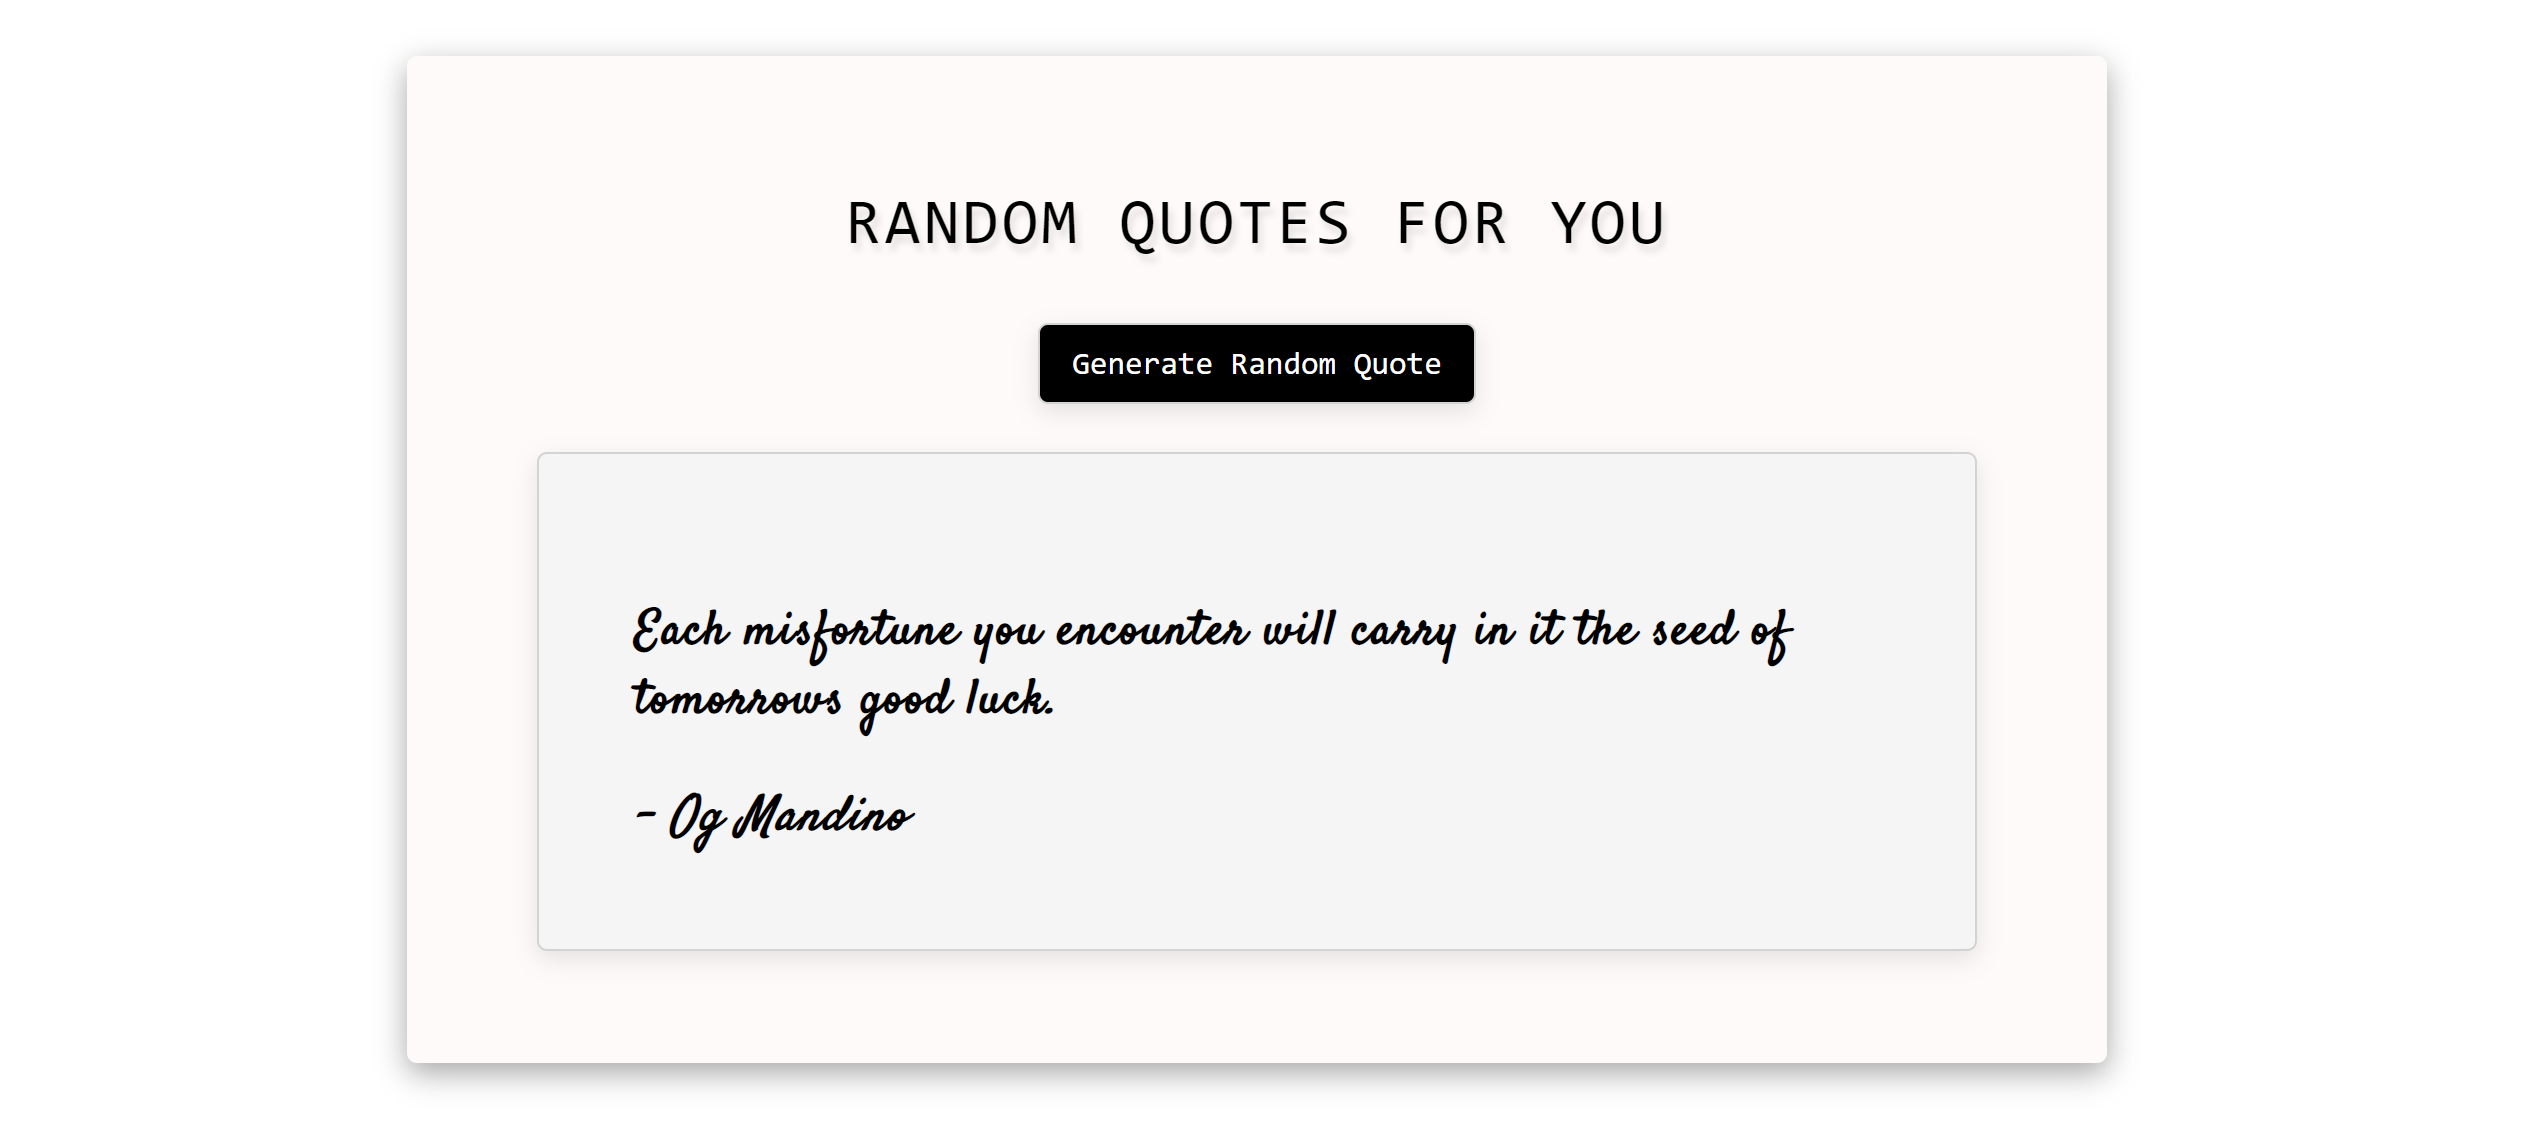 RANDOM QUOTES FOR YOU
Generate Random Quote
Each misfortune you encounter will carry in it the seed of
tomorrows good luck.
- Og Mandino